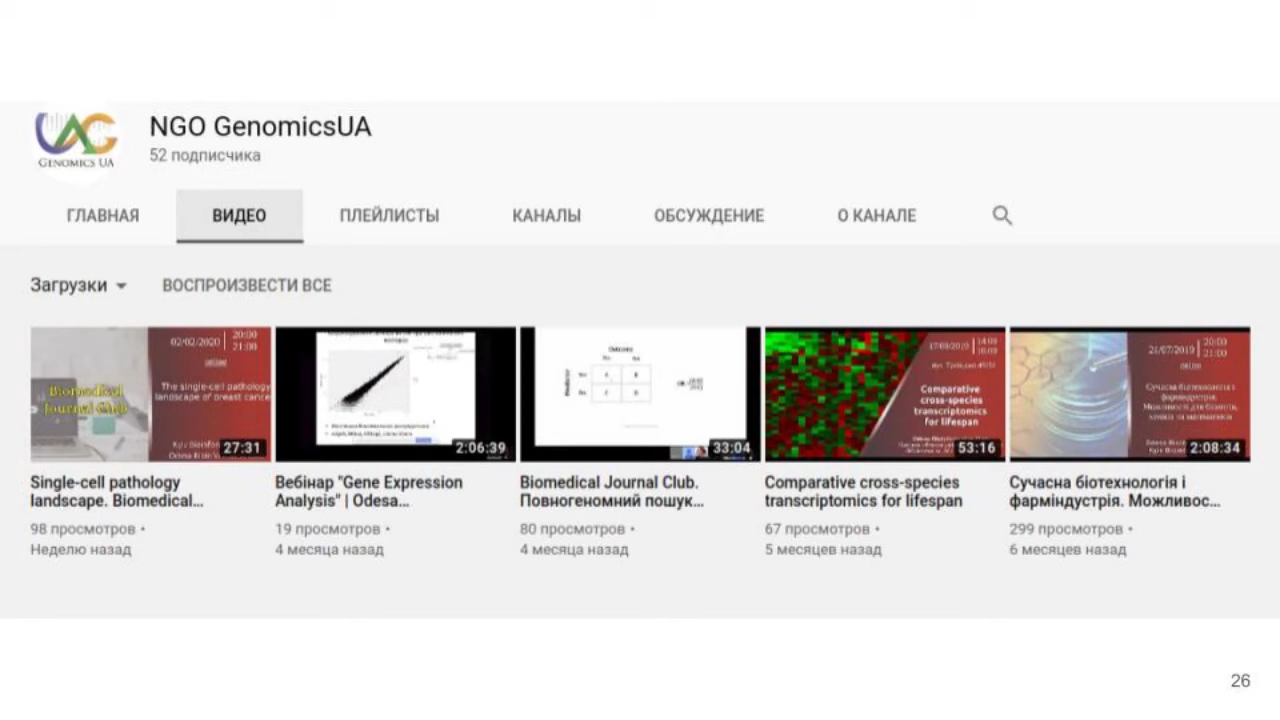 GENOMICS UA
NGO GenomicsUA
52 подписчика
ГЛАВНАЯ
ВИДЕО
ПЛЕЙЛИСТЫ
КАНАЛЫ
ОБСУЖДЕНИЕ
О КАНАЛЕ
Загрузки
ВОСПРОИЗВЕСТИ ВСЕ
Biomedical
Journal Club
02/02/2020
20:00
21:00
The single-cell pathology
landscape of breast cance
27:31
2:06:39
33:04
Comparative
cross-species
transcriptomics
for lifespan
53:16
21/07/2019
20:00
21:00
2:08:34
Single-cell pathology
landscape. Biomedical...
98 просмотров •
Неделю назад
Вебінар "Gene Expression
Analysis" | Odesa...
19 просмотров •
4 месяца назад
Biomedical Journal Club.
Повногеномний пошук...
80 просмотров •
4 месяца назад
Comparative cross-species
transcriptomics for lifespan
67 просмотров •
5 месяцев назад
Сучасна біотехнологія і
фарміндустрія. Можливос...
299 просмотров •
6 месяцев назад
26